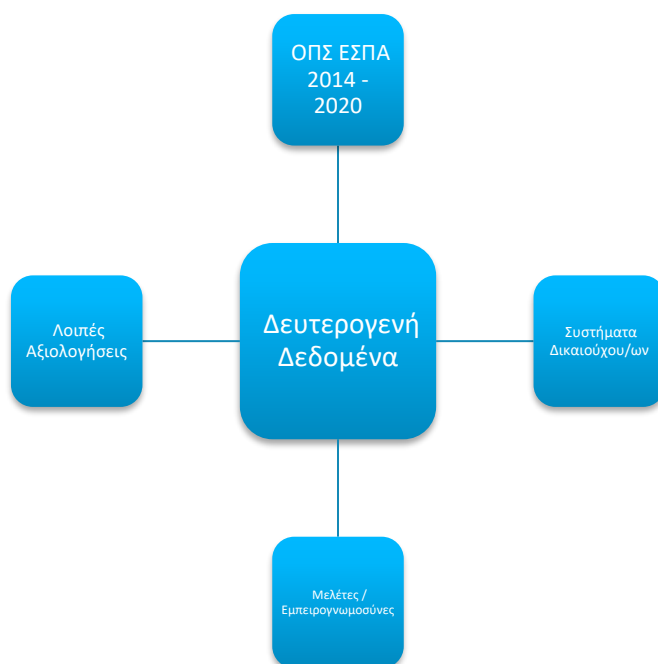 ΟΠΣ ΕΣΠΑ
2014 -
2020
Λοιπές
Αξιολογήσεις
Δευτερογενή
Δεδομένα
Συστήματα
Δικαιούχου/ων
Μελέτες /
Εμπειρογνωμοσύνες